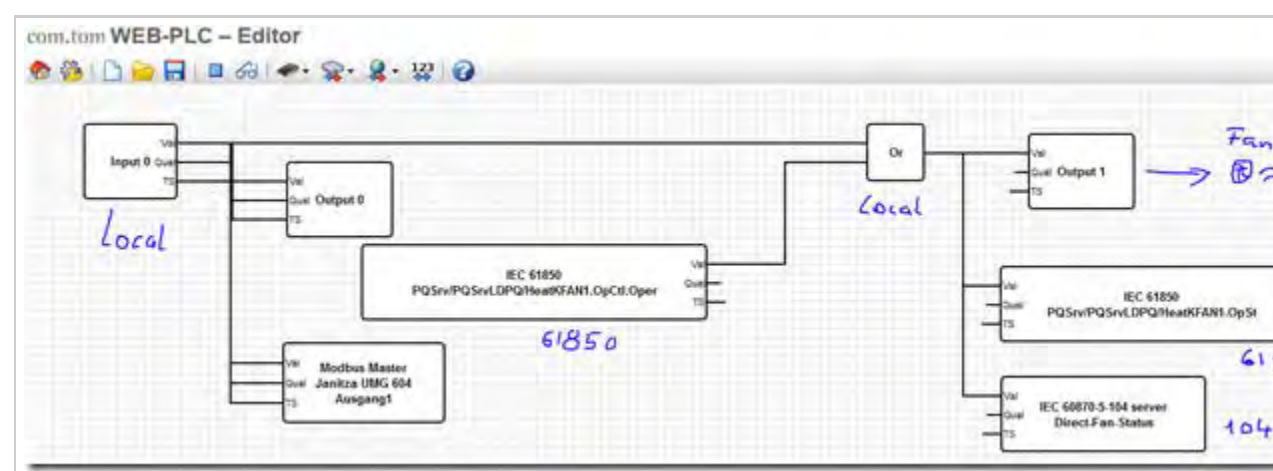 com.tom WEB-PLC – Editor
123
Val
Input 0 Qual
TS
Local
Val
Qual Output 0
TS
IEC 61850
PQSrv/PQSrvLDPQ/HeatKFAN1.OpCtl.Oper
Val
Qual
TS
61850
Val
Qual
TS
Modbus Master
Janitza UMG 604
Ausgang1
Or
Local
Val
Qual Output 1
TS
Fan
Val
Qual
TS
IEC 61850
PQSrv/PQSrvLDPQ/HeatKFAN1.OpSt
61
Val
Qual
TS
IEC 60870-5-104 server
Direct-Fan-Status
104